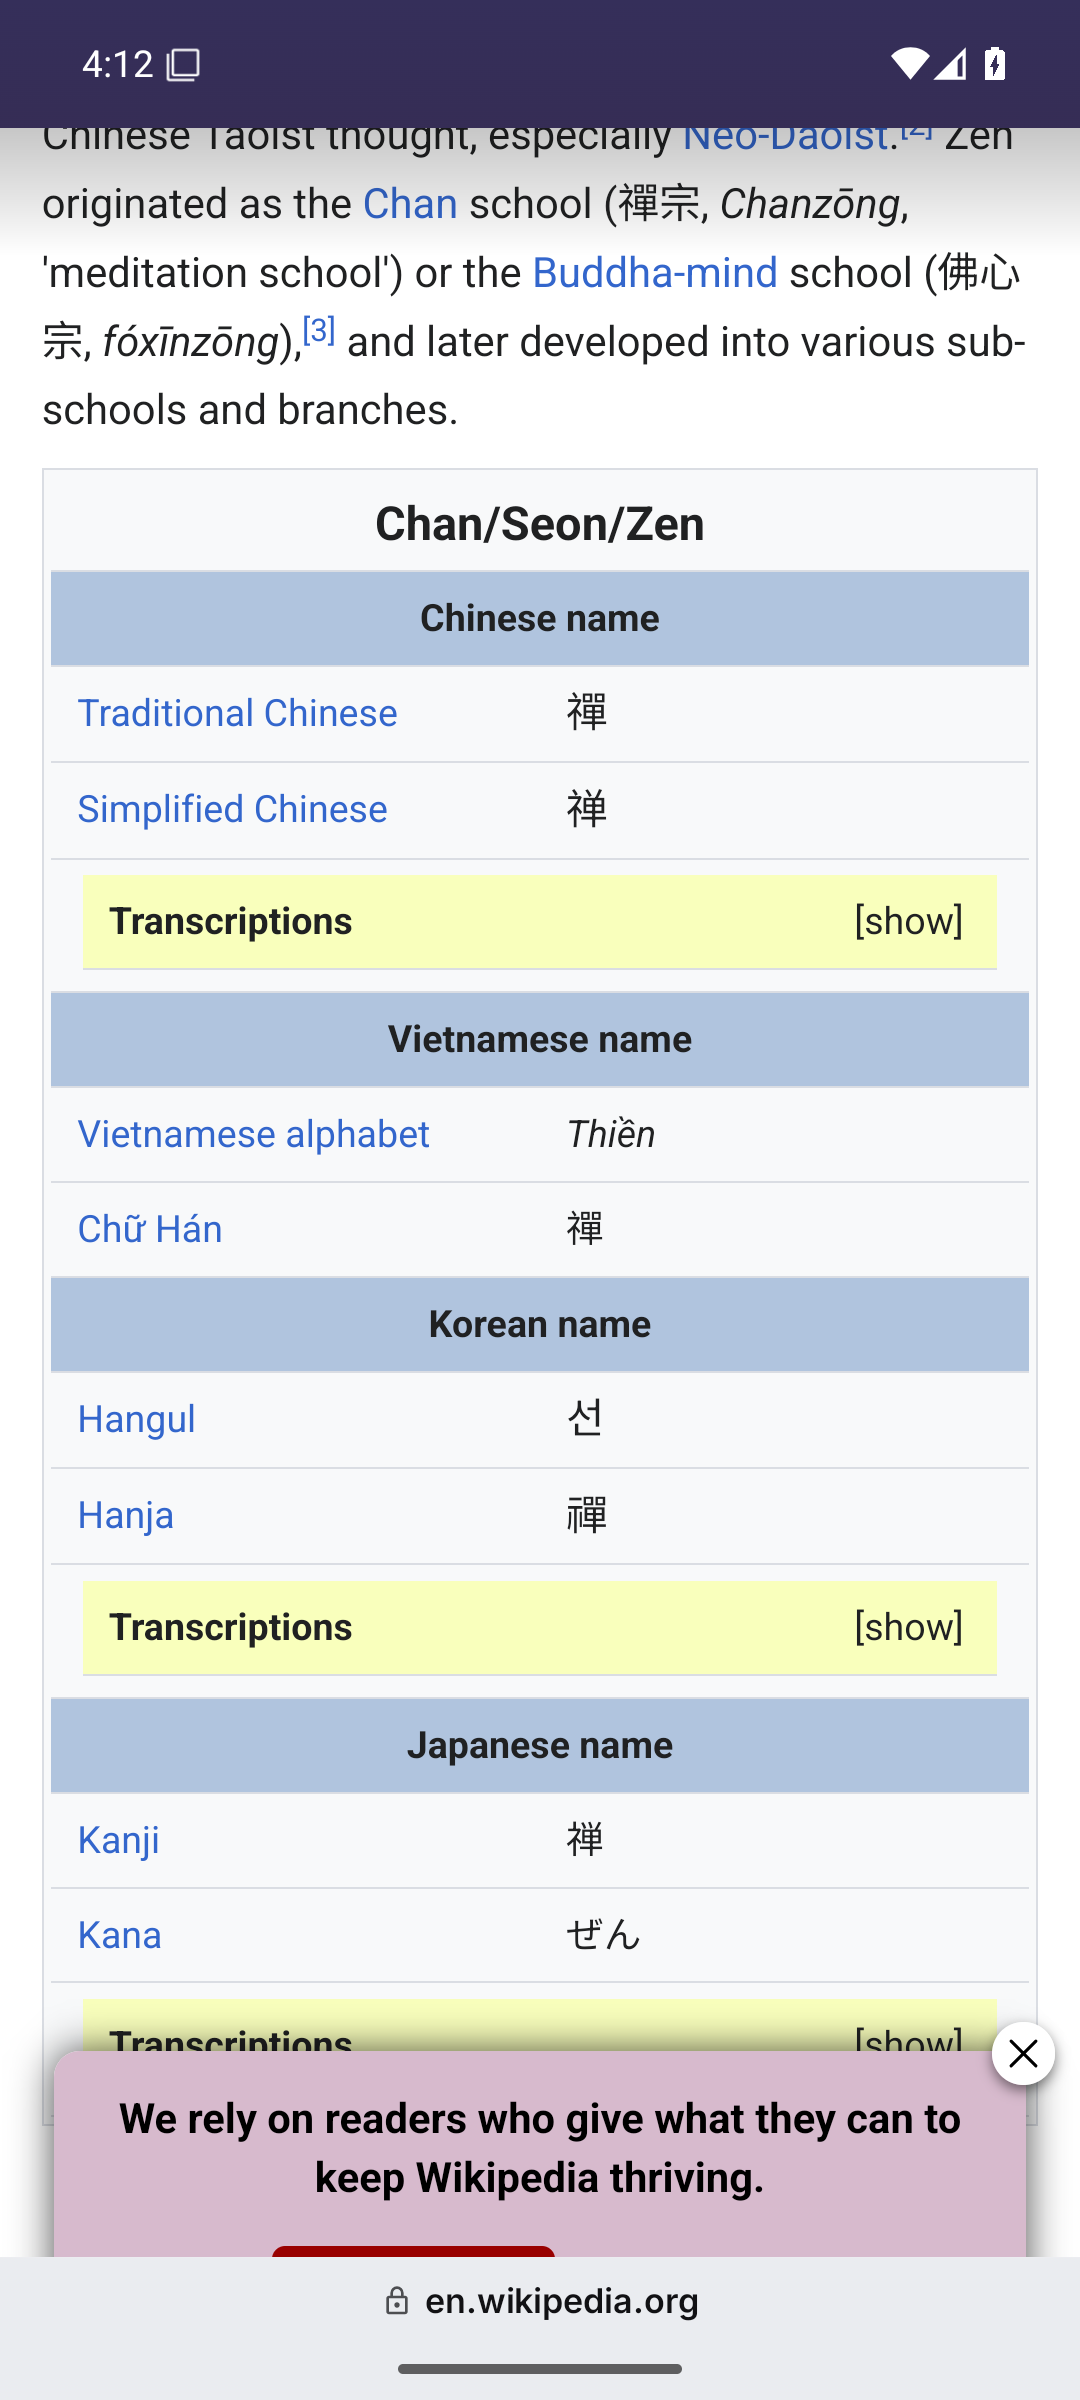 4:12
Chinese Taoist thought, especially Neo-Daoist.[2] Zen
originated as the Chan school (禪宗, Chanzōng,
'meditation school') or the Buddha-mind school (佛心
宗, fóxīnzōng),[3] and later developed into various sub-
schools and branches.
Chan/Seon/Zen
Chinese name
Traditional Chinese 禪
Simplified Chinese 禅
Transcriptions [show]
Vietnamese name
Vietnamese alphabet Thiền
Chữ Hán 禪
Korean name
Hangul 선
Hanja 禪
Transcriptions [show]
Japanese name
Kanji 禅
Kana ぜん
Transcriptions [show]
We rely on readers who give what they can to
keep Wikipedia thriving.
en.wikipedia.org